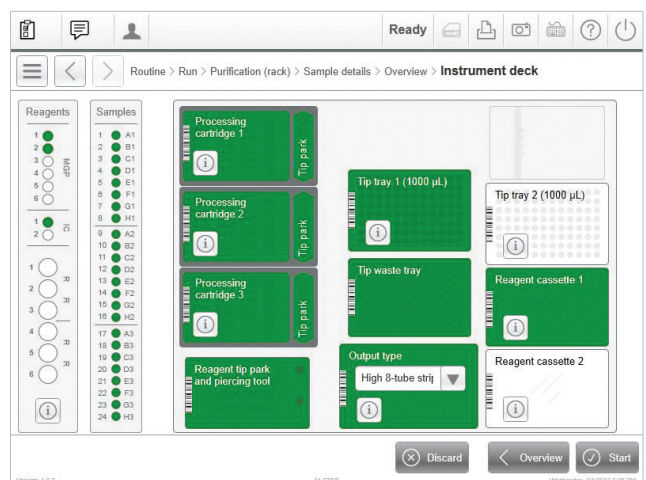 Ready
Routine > Run > Purification (rack) > Sample details > Overview > Instrument deck
Reagents
1
2
3
4
5
6
MGP
1
2
IC
1
2
3
R
R
R
4
5
6
R
R
Samples
1 A1
2 B1
3 C1
4 D1
5 E1
6 F1
7 G1
8 H1
9 A2
10 B2
11 C2
12 D2
13 E2
14 F2
15 G2
16 H2
17 A3
18 B3
19 C3
20 D3
21 E3
22 F3
23 G3
24 H3
Processing
cartridge 1
Tip park
Processing
cartridge 2
Tip park
Processing
cartridge 3
Tip park
Reagent tip park
and piercing tool
Tip tray 1 (1000 µL)
Tip waste tray
Output type
High 8-tube strip
Tip tray 2 (1000 µL)
Reagent cassette 1
Reagent cassette 2
Discard
Overview
Start